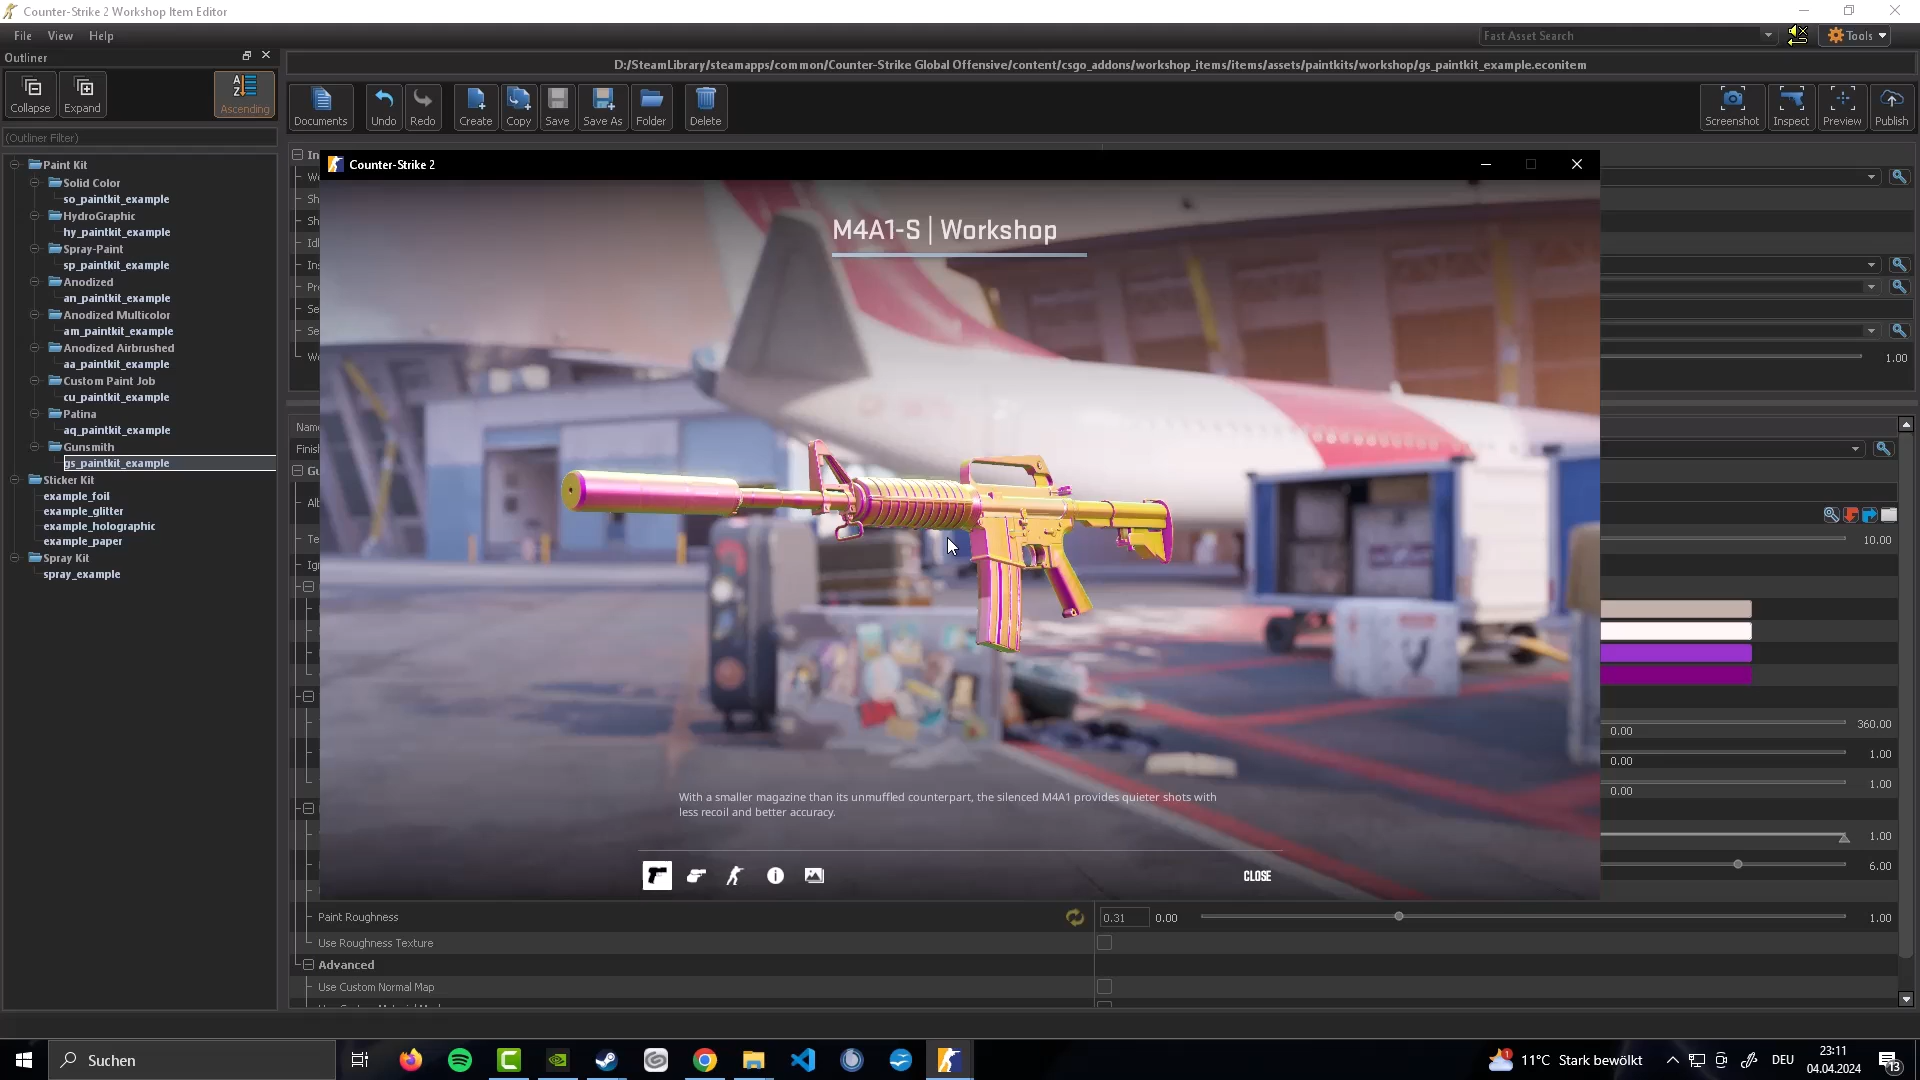 Counter-Strike 2 Workshop Item Editor
File View Help
Fast Asset Search
Tools
Outliner
D:/SteamLibrary/steamapps/common/Counter-Strike Global Offensive/content/csgo_addons/workshop_items/items/assets/paintkits/workshop/gs_paintkit_example.econitem
Collapse Expand Ascending
Documents Undo Redo Create Copy Save Save As Folder Delete Screenshot Inspect Preview Publish
(Outliner Filter)
Paint Kit
Solid Color
so_paintkit_example
HydroGraphic
hy_paintkit_example
Spray-Paint
sp_paintkit_example
Anodized
an_paintkit_example
Anodized Multicolor
am_paintkit_example
Anodized Airbrushed
aa_paintkit_example
Custom Paint Job
cu_paintkit_example
Patina
aq_paintkit_example
Gunsmith
gs_paintkit_example
Sticker Kit
example_foil
example_glitter
example_holographic
example_paper
Spray Kit
spray_example
Counter-Strike 2
M4A1-S | Workshop
With a smaller magazine than its unmuffled counterpart, the silenced M4A1 provides quieter shots with
less recoil and better accuracy.
CLOSE
1.00
10.00
360.00
0.00
1.00
0.00
1.00
0.00
1.00
6.00
Paint Roughness 0.31 0.00 1.00
Use Roughness Texture
Advanced
Use Custom Normal Map
Suchen
11°C Stark bewölkt
DEU
23:11
04.04.2024
13